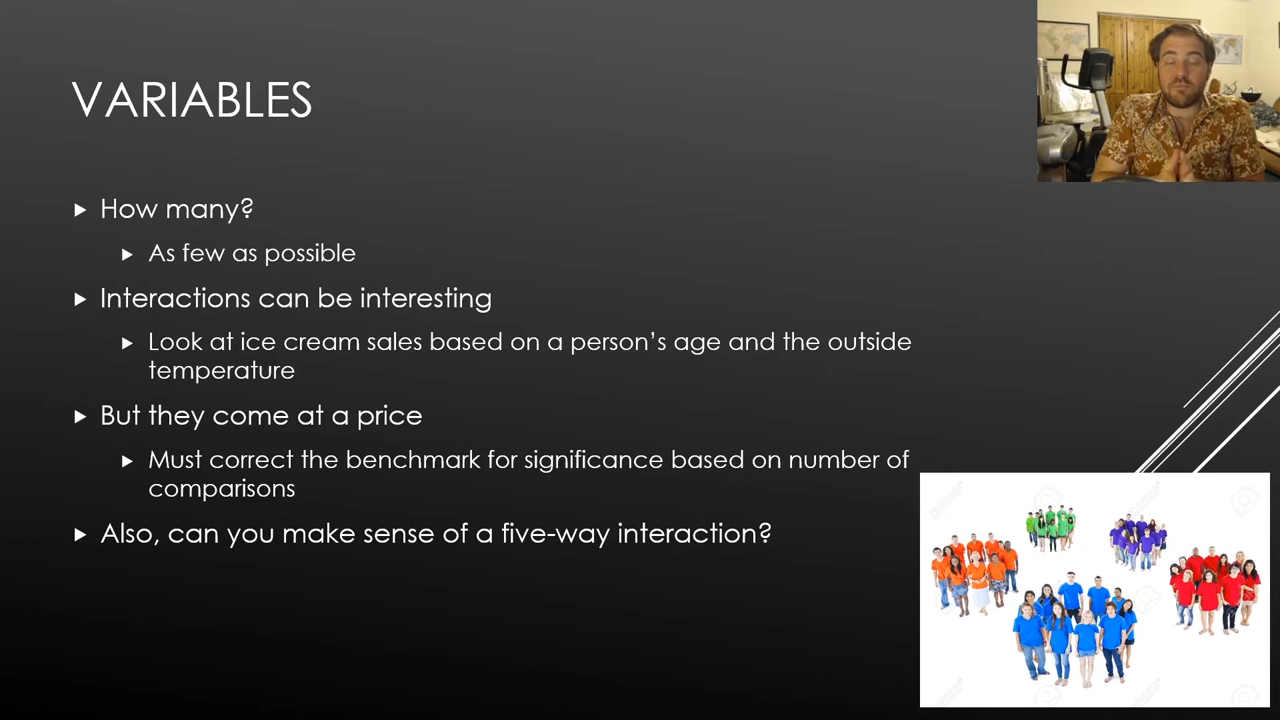 VARIABLES
How many?
As few as possible
Interactions can be interesting
Look at ice cream sales based on a person’s age and the outside
temperature
But they come at a price
Must correct the benchmark for significance based on number of
comparisons
Also, can you make sense of a five-way interaction?